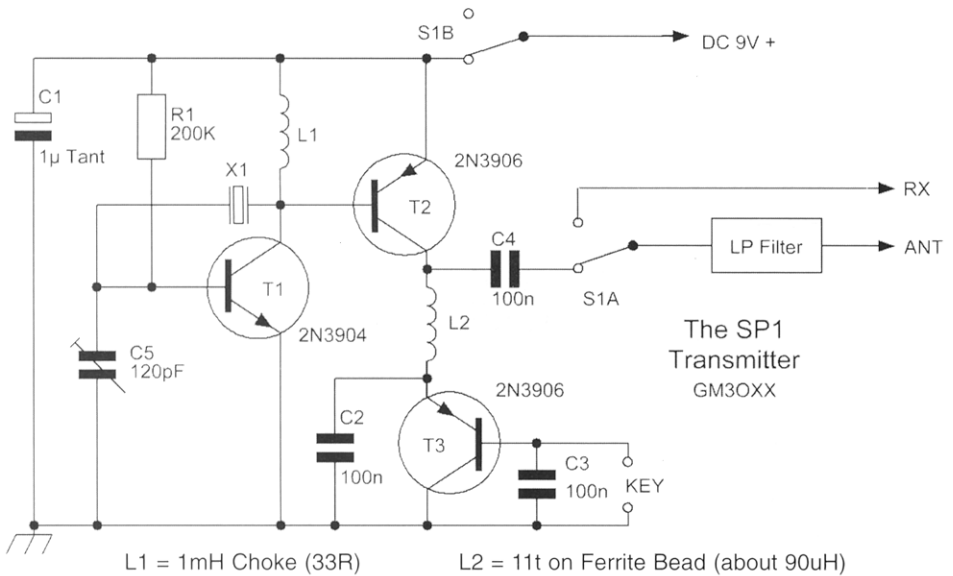 S1B
DC 9V +
C1
1µ Tant
R1
200K
L1
X1
2N3906
T2
RX
C4
100n
LP Filter
ANT
S1A
T1
2N3904
L2
The SP1
Transmitter
GM3OXX
C5
120pF
2N3906
C2
100n
T3
C3
100n
KEY
L1 = 1mH Choke (33R)
L2 = 11t on Ferrite Bead (about 90uH)